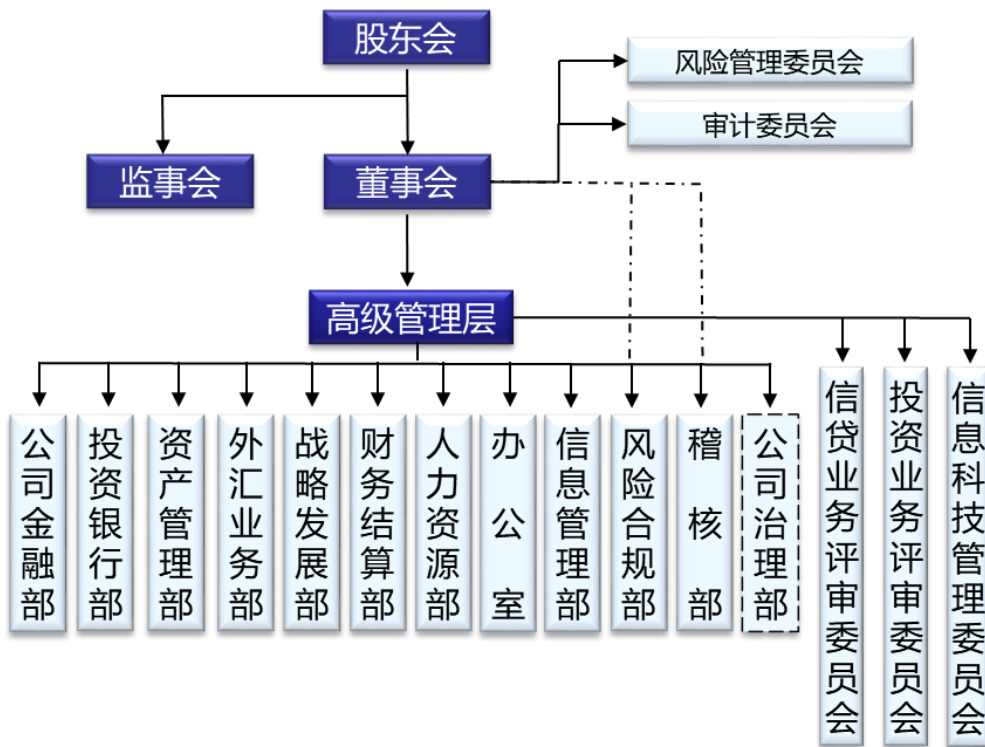 股东会
风险管理委员会
审计委员会
监事会
董事会
高级管理层
公司金融部
投资银行部
资产管理部
外汇业务部
战略发展部
财务结算部
人力资源部
办公室
信息管理部
风险合规部
稽核部
公司治理部
信贷业务评审委员会
投资业务评审委员会
信息科技管理委员会